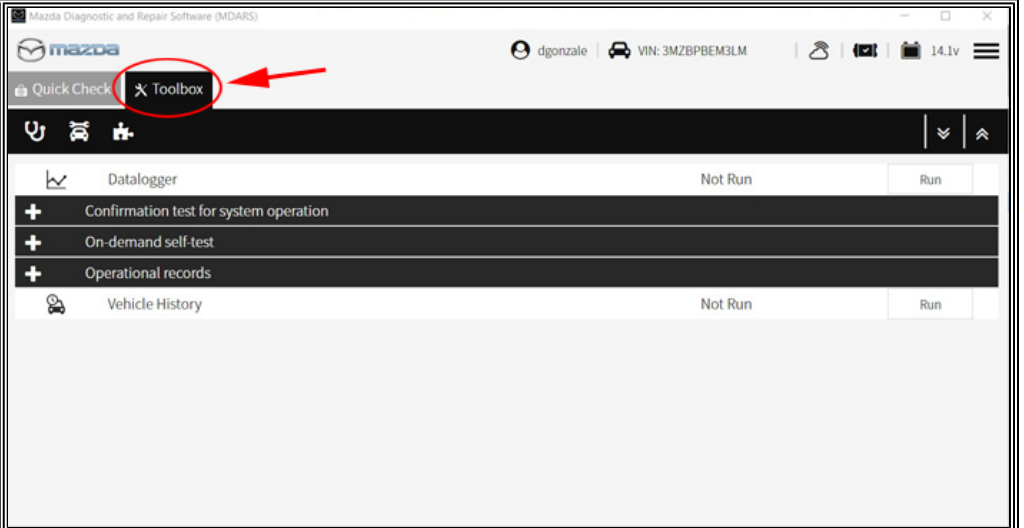 Mazda Diagnostic and Repair Software (MDARS)
mazda
dgonzale
VIN: 3MZBPBEM3LM
14.1v
Quick Check
Toolbox
Datalogger Not Run Run
Confirmation test for system operation
On-demand self-test
Operational records
Vehicle History Not Run Run